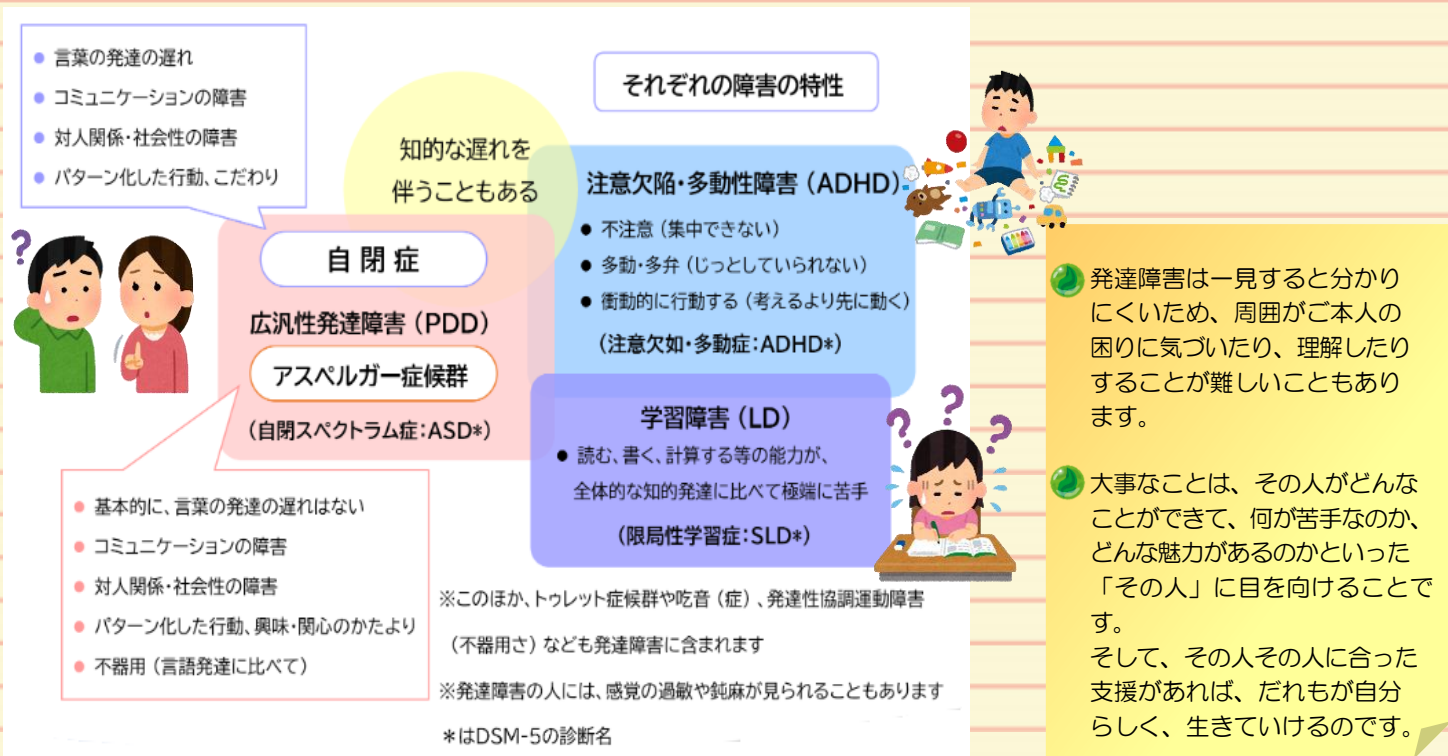 ● 言葉の発達の遅れ
● コミュニケーションの障害
● 対人関係・社会性の障害
● パターン化した行動、こだわり
それぞれの障害の特性
知的な遅れを
伴うこともある
自閉症
広汎性発達障害(PDD)
アスペルガー症候群
(自閉スペクトラム症:ASD*)
● 基本的に、言葉の発達の遅れはない
● コミュニケーションの障害
● 対人関係・社会性の障害
● パターン化した行動、興味・関心のかたより
● 不器用(言語発達に比べて)
注意欠陥・多動性障害(ADHD)
● 不注意(集中できない)
● 多動・多弁(じっとしていられない)
● 衝動的に行動する(考えるより先に動く)
(注意欠如・多動症:ADHD*)
学習障害(LD)
● 読む、書く、計算する等の能力が、
全体的な知的発達に比べて極端に苦手
(限局性学習症:SLD*)
※このほか、トゥレット症候群や吃音(症)、発達性協調運動障害
(不器用さ)なども発達障害に含まれます
※発達障害の人には、感覚の過敏や鈍麻が見られることもあります
*はDSM-5の診断名
発達障害は一見すると分かり
にくいため、周囲がご本人の
困りに気づいたり、理解したり
することが難しいこともあり
ます。
大事なことは、その人がどんな
ことができて、何が苦手なのか、
どんな魅力があるのかといった
「その人」に目を向けることで
す。
そして、その人その人に合った
支援があれば、だれもが自分
らしく、生きていけるのです。